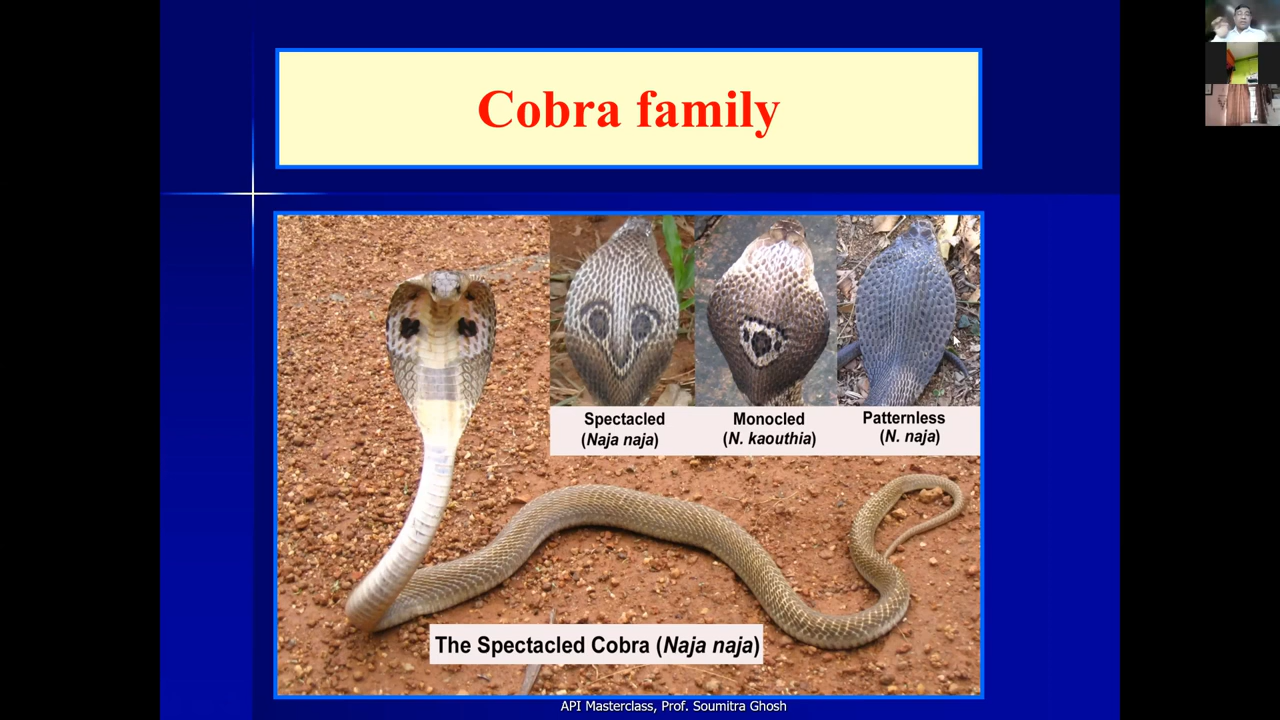 Cobra family
Spectacled
(Naja naja)
Monocled
(N. kaouthia)
Patternless
(N. naja)
The Spectacled Cobra (Naja naja)
API Masterclass, Prof. Soumitra Ghosh